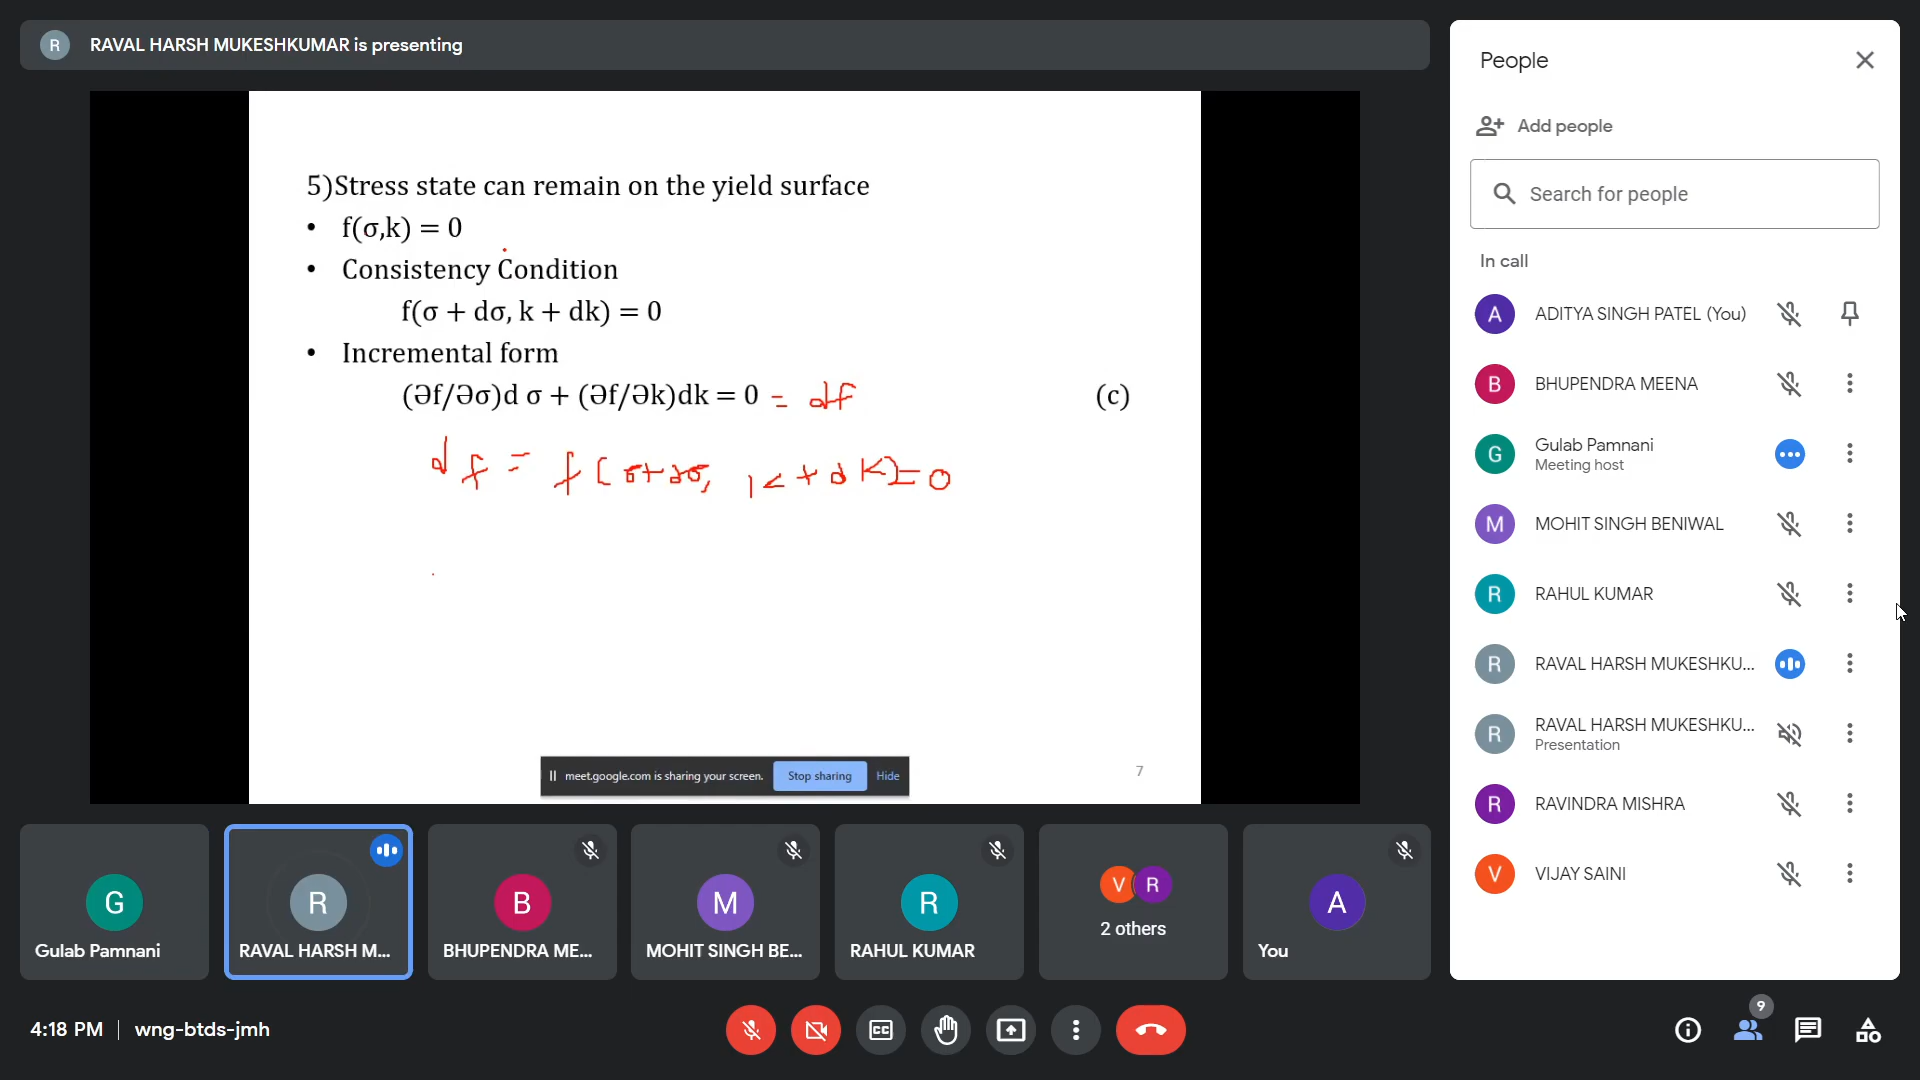 R RAVAL HARSH MUKESHKUMAR is presenting
5)Stress state can remain on the yield surface
• f(σ,k) = 0
• Consistency Condition
f(σ + dσ, k + dk) = 0
• Incremental form
(Ə​f/Əσ)d σ + (Əf/Ək)dk = 0 = df (c)
df = f(σ+dσ, k+dk)=0
meet.google.com is sharing your screen. Stop sharing Hide
7
G
Gulab Pamnani
R
RAVAL HARSH M...
B
BHUPENDRA ME...
M
MOHIT SINGH BE...
R
RAHUL KUMAR
V R
2 others
A
You
4:18 PM | wng-btds-jmh
CC
9
People
Add people
Search for people
In call
A ADITYA SINGH PATEL (You)
B BHUPENDRA MEENA
G Gulab Pamnani
Meeting host
M MOHIT SINGH BENIWAL
R RAHUL KUMAR
R RAVAL HARSH MUKESHKU...
R RAVAL HARSH MUKESHKU...
Presentation
R RAVINDRA MISHRA
V VIJAY SAINI